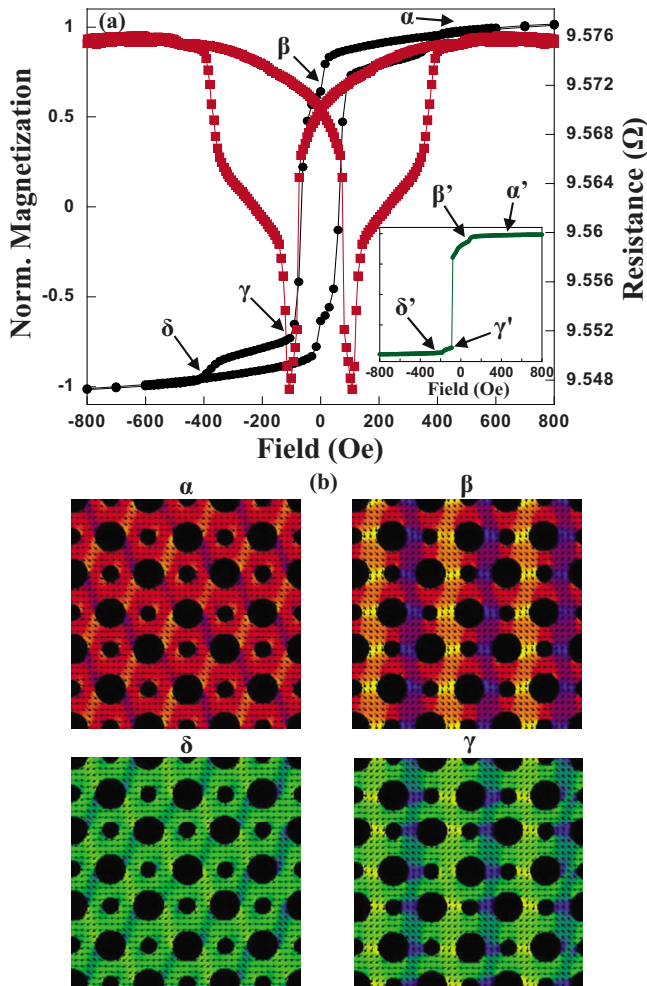 (a)
α
β
γ
δ
1
0.5
0
-0.5
-1
Norm. Magnetization
9.576
9.572
9.568
9.564
9.56
9.556
9.552
9.548
Resistance (Ω)
β’
α’
δ’
γ'
-800 -400 0 400 800
Field (Oe)
-800 -600 -400 -200 0 200 400 600 800
Field (Oe)
(b)
α β
δ γ